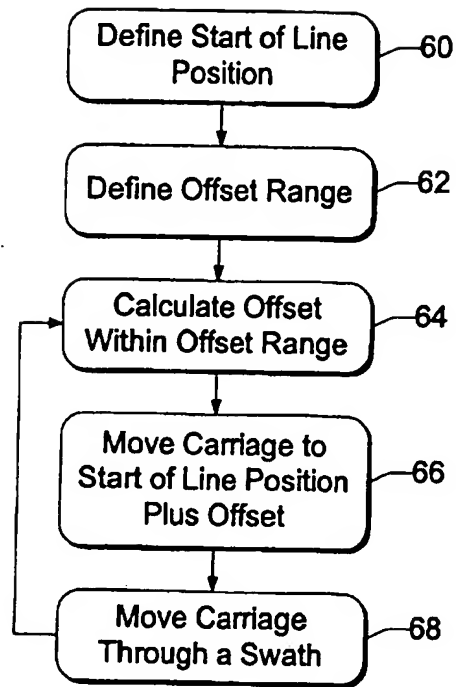 Define Start of Line
Position
60
Define Offset Range
62
Calculate Offset
Within Offset Range
64
Move Carriage to
Start of Line Position
Plus Offset
66
Move Carriage
Through a Swath
68